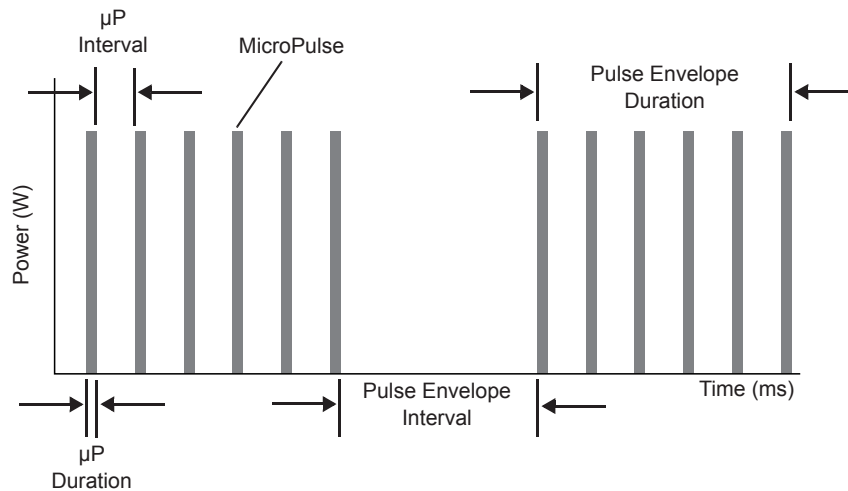 µP
Interval
MicroPulse
Pulse Envelope
Duration
Power (W)
Time (ms)
Pulse Envelope
Interval
µP
Duration